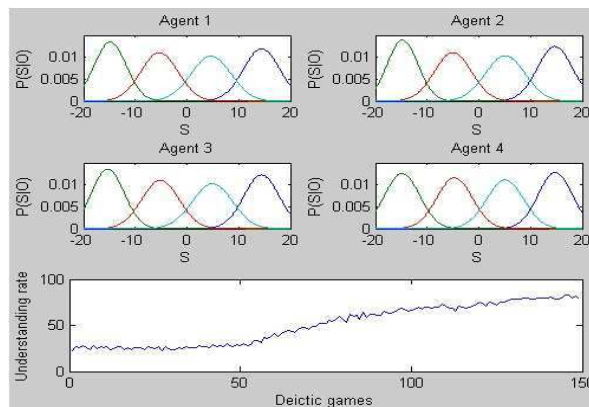 Agent 1
P(S|O)
0.01
0.005
0
-20 -10 0 10 20
S
Agent 2
P(S|O)
0.01
0.005
0
-20 -10 0 10 20
S
Agent 3
P(S|O)
0.01
0.005
0
-20 -10 0 10 20
S
Agent 4
P(S|O)
0.01
0.005
0
-20 -10 0 10 20
S
Understanding rate
100
50
0
0 50 100 150
Deictic games